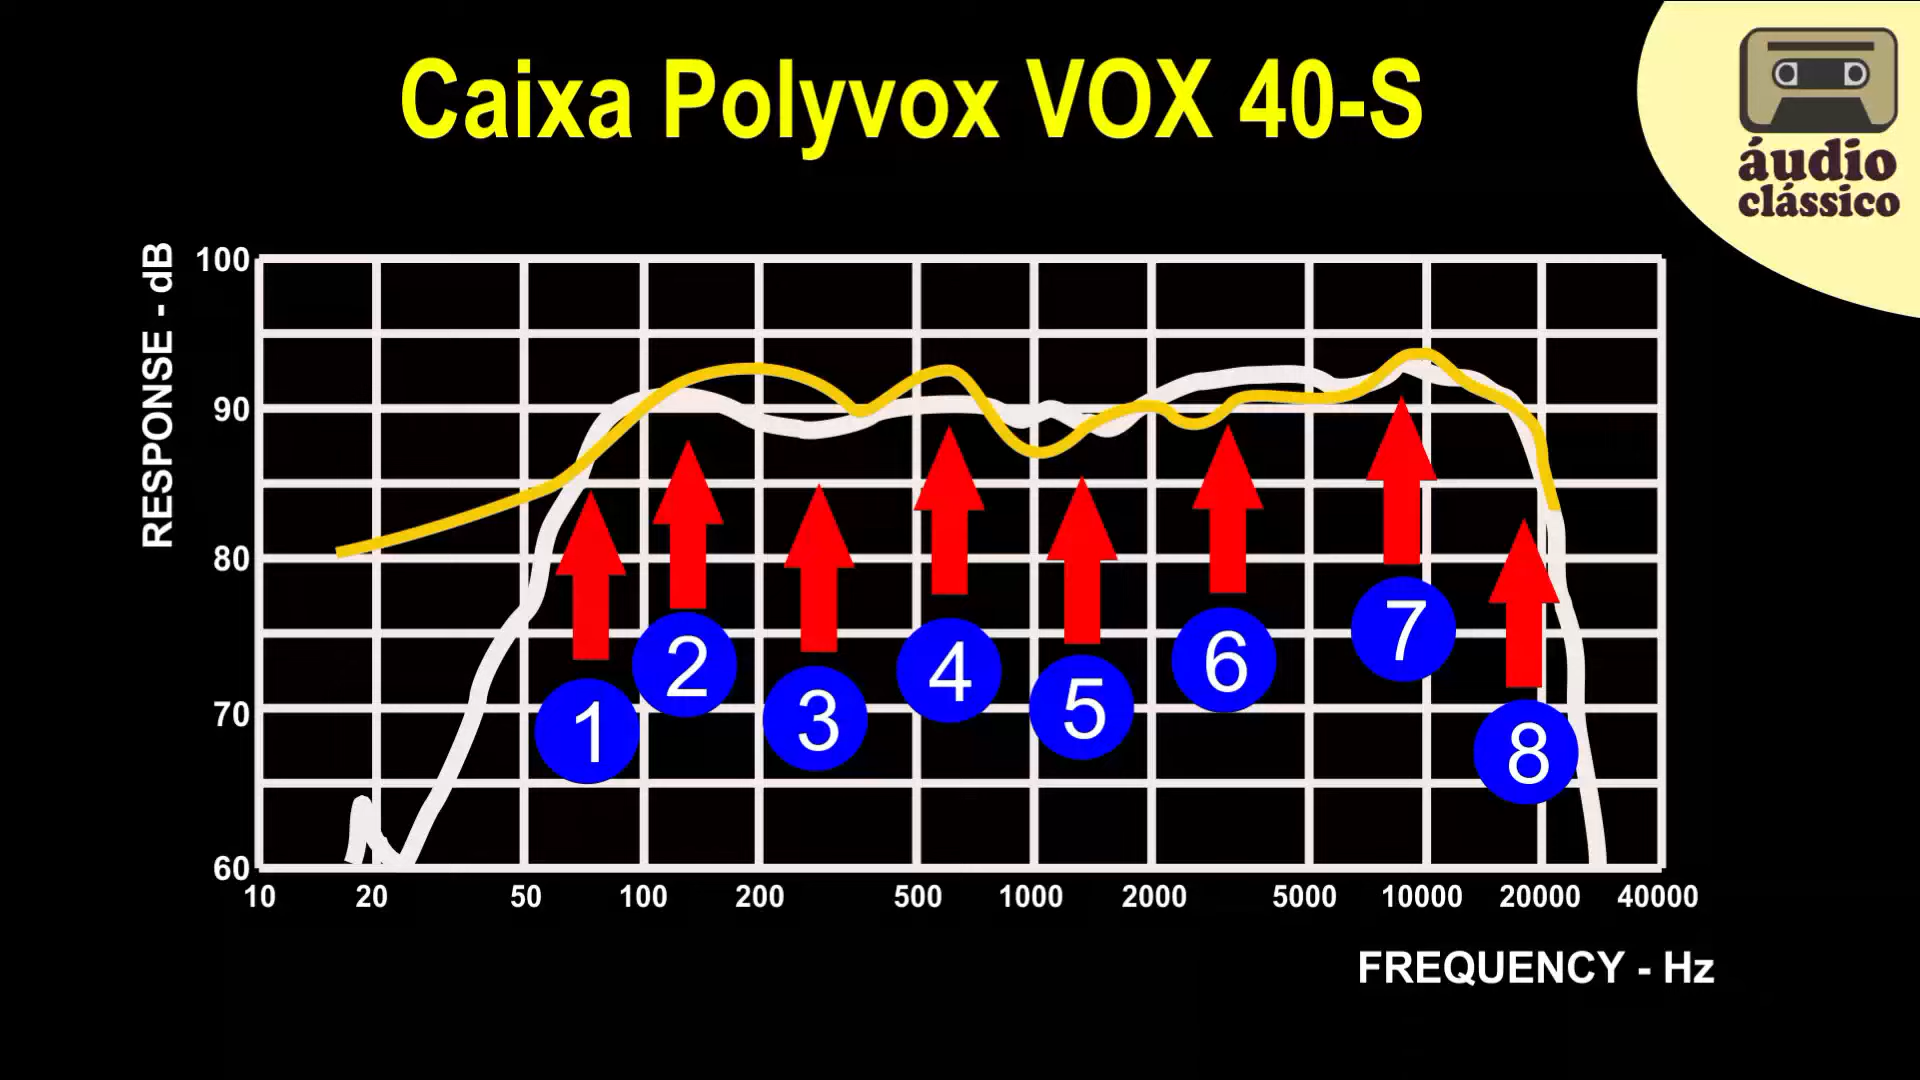 Caixa Polyvox VOX 40-S
áudio
clássico
RESPONSE - dB
100
90
80
70
60
1
2
3
4
5
6
7
8
10 20 50 100 200 500 1000 2000 5000 10000 20000 40000
FREQUENCY - Hz